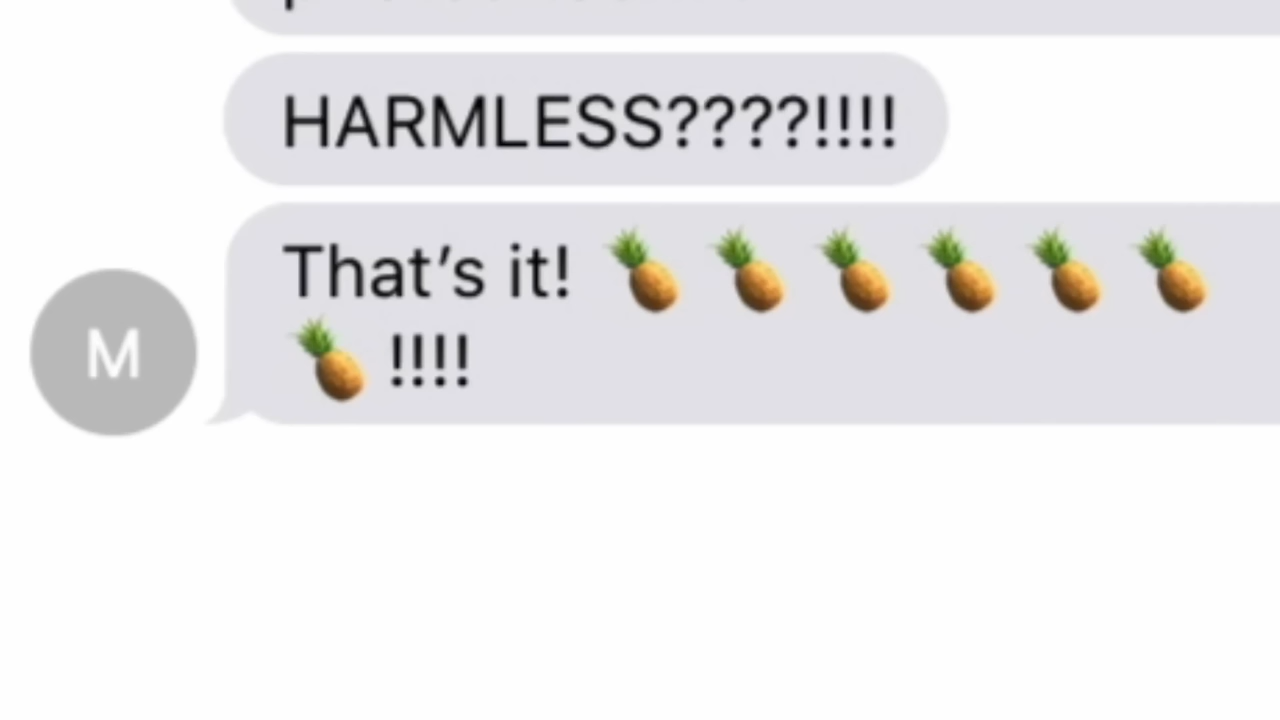 HARMLESS????!!!!
That’s it! 🍍 🍍 🍍 🍍 🍍 🍍
🍍 !!!!
M